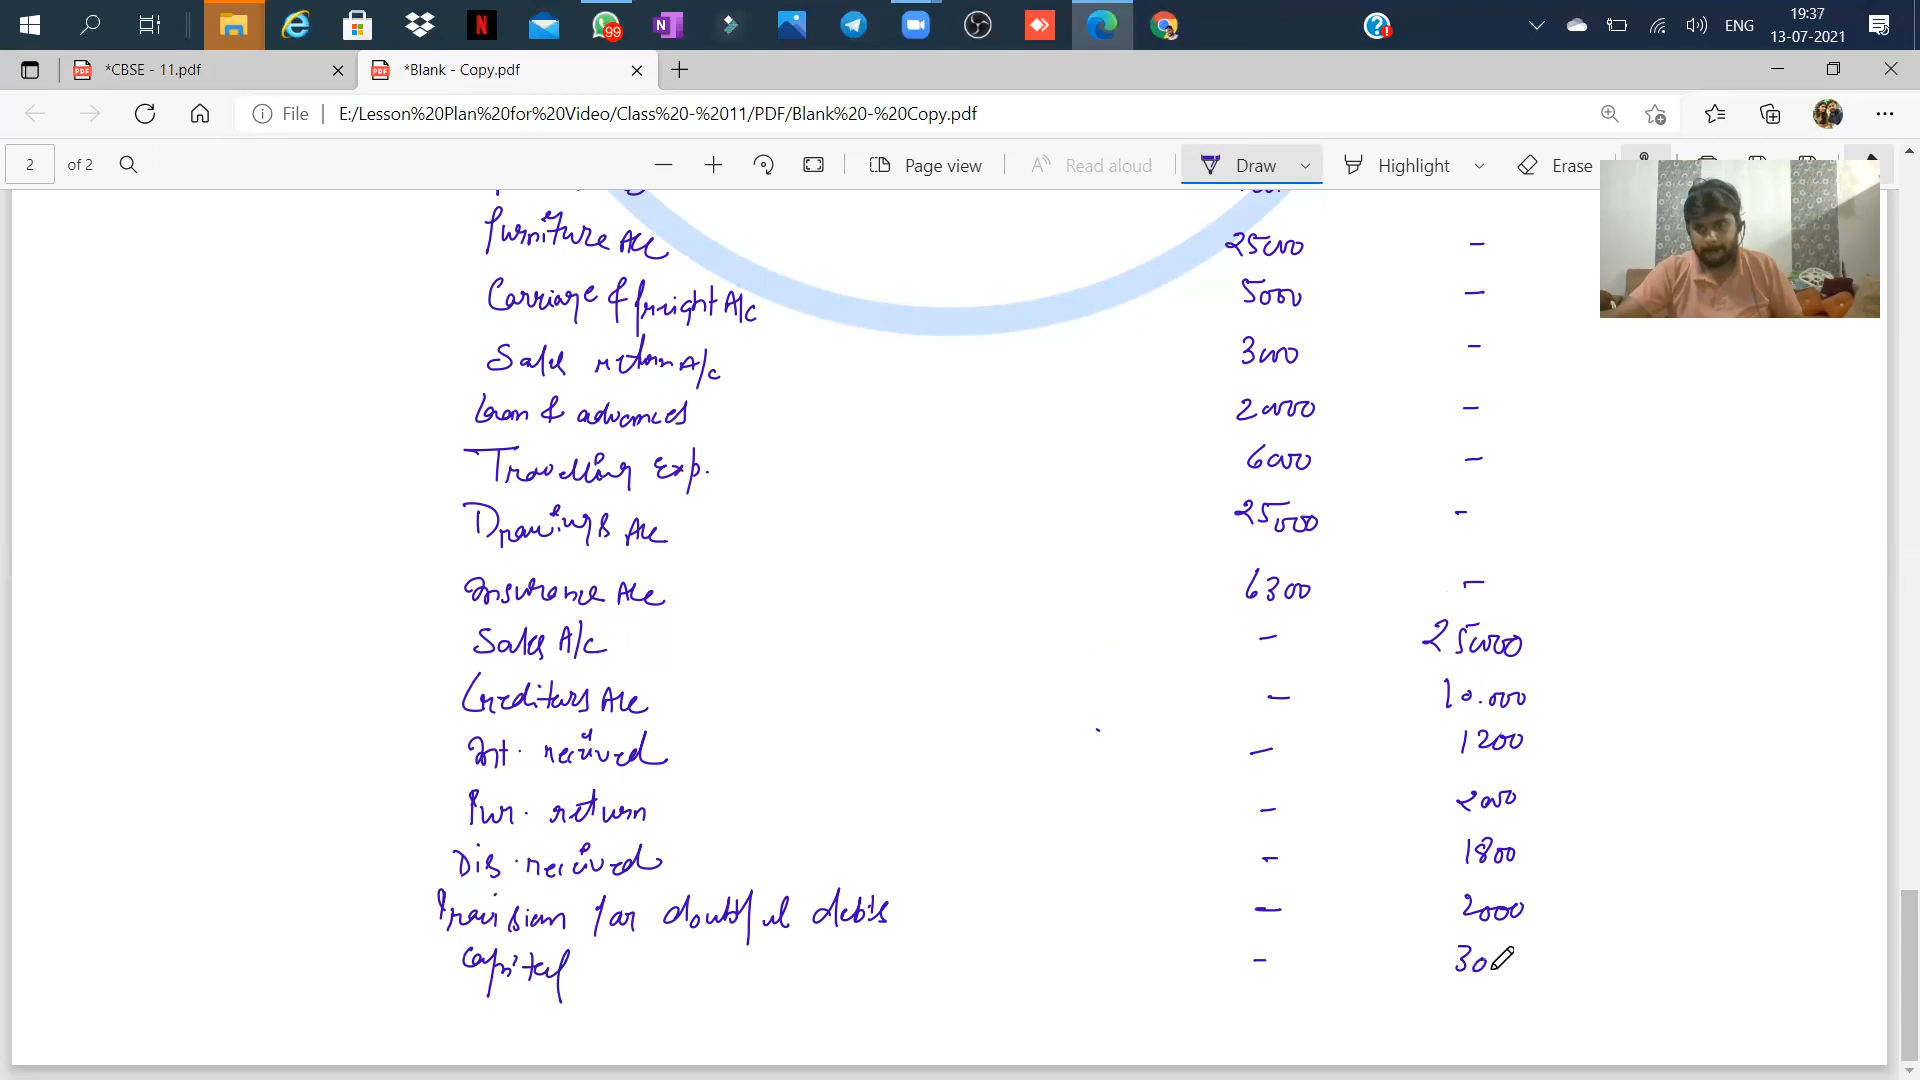 99
ENG
19:37
13-07-2021
*CBSE - 11.pdf
*Blank - Copy.pdf
File E:/Lesson%20Plan%20for%20Video/Class%20-%2011/PDF/Blank%20-%20Copy.pdf
2 of 2 Page view Read aloud Draw Highlight Erase
Furniture A/c 25000 -
Carriage & freight A/c 5000 -
Sales return A/c 3000 -
Loan & advances 20000 -
Travelling Exp. 6000 -
Drawings A/c 25000 -
Insurance A/c 6300 -
Sales A/c - 25000
Creditors A/c - 10.000
Int. received - 1200
Pur. return - 2000
Dis. received - 1800
Provision for doubtful debts - 2000
Capital - 30